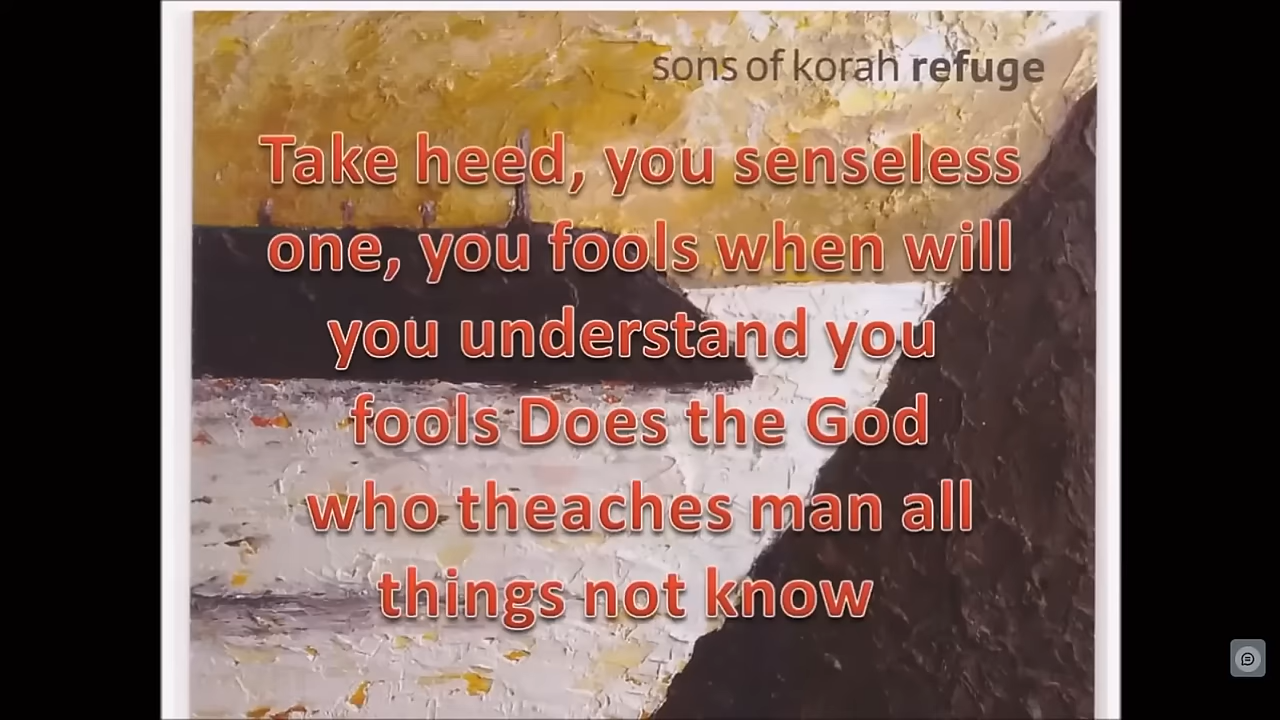 sons of korah refuge
Take heed, you senseless
one, you fools when will
you understand you
fools Does the God
who theaches man all
things not know